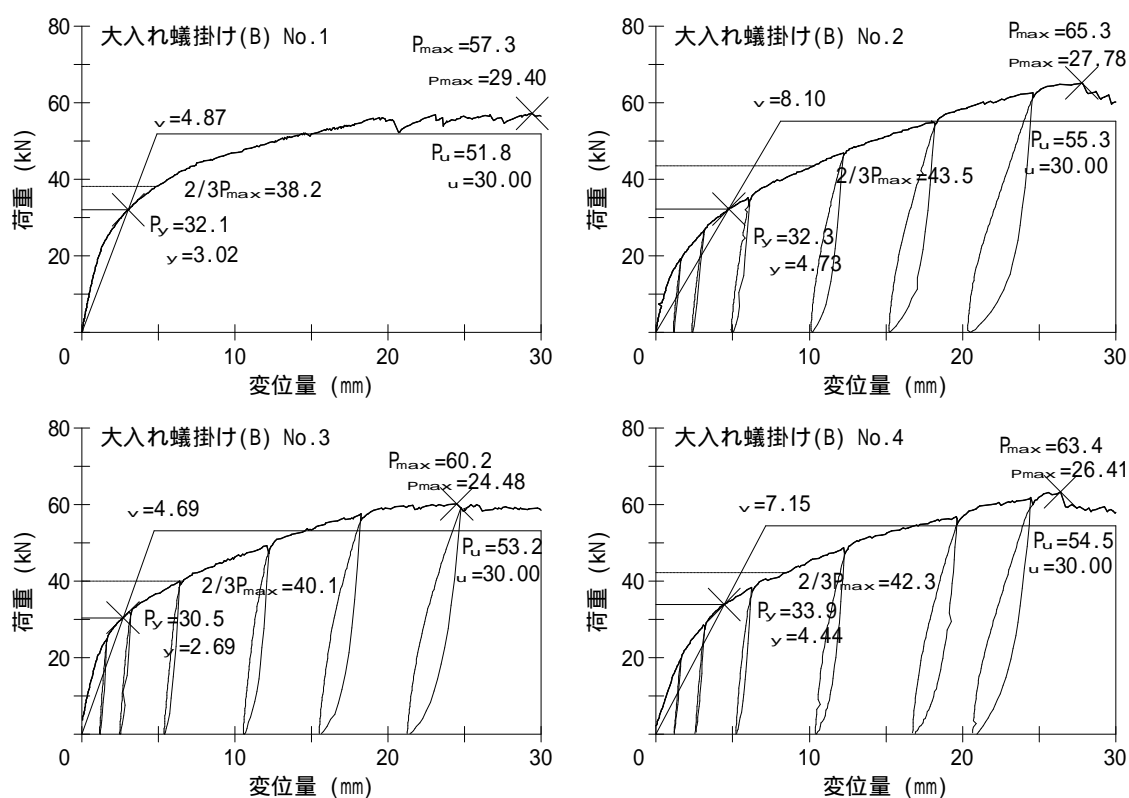 大入れ蟻掛け(B) No.1
Pmax=57.3
Pmax=29.40
v=4.87
Pu=51.8
u=30.00
2/3Pmax=38.2
Py=32.1
y=3.02
荷重 (kN)
80
60
40
20
0
10
20
30
変位量 (mm)
大入れ蟻掛け(B) No.2
Pmax=65.3
Pmax=27.78
v=8.10
Pu=55.3
u=30.00
2/3Pmax=43.5
Py=32.3
y=4.73
荷重 (kN)
80
60
40
20
0
10
20
30
変位量 (mm)
大入れ蟻掛け(B) No.3
Pmax=60.2
Pmax=24.48
v=4.69
Pu=53.2
u=30.00
2/3Pmax=40.1
Py=30.5
y=2.69
荷重 (kN)
80
60
40
20
0
10
20
30
変位量 (mm)
大入れ蟻掛け(B) No.4
Pmax=63.4
Pmax=26.41
v=7.15
Pu=54.5
u=30.00
2/3Pmax=42.3
Py=33.9
y=4.44
荷重 (kN)
80
60
40
20
0
10
20
30
変位量 (mm)